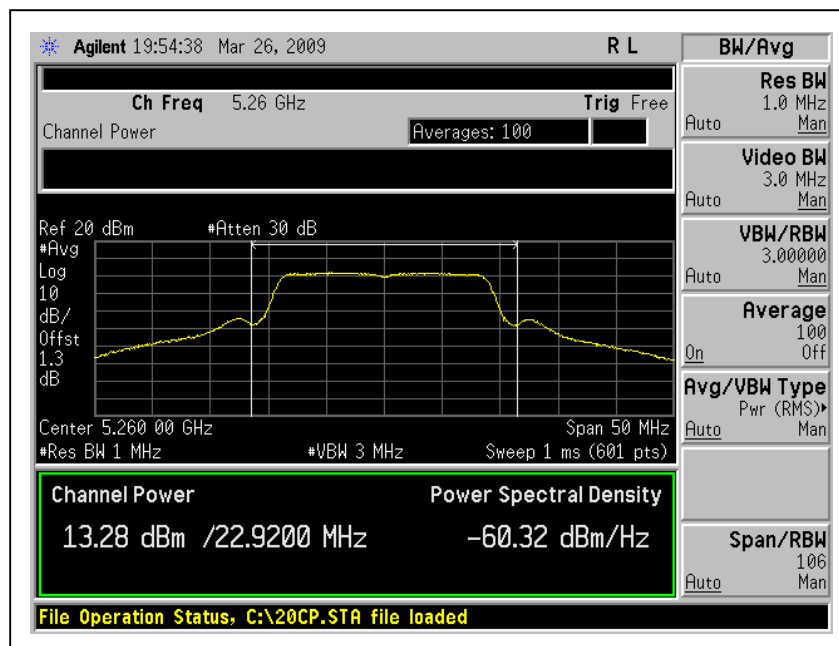 Agilent 19:54:38 Mar 26, 2009 R L
Ch Freq 5.26 GHz Trig Free
Channel Power Averages: 100
Ref 20 dBm #Atten 30 dB
#Avg
Log
10
dB/
Offst
1.3
dB
Center 5.260 00 GHz Span 50 MHz
#Res BW 1 MHz #VBW 3 MHz Sweep 1 ms (601 pts)
Channel Power Power Spectral Density
13.28 dBm /22.9200 MHz -60.32 dBm/Hz
File Operation Status, C:\20CP.STA file loaded
BW/Avg
Res BW
1.0 MHz
Auto Man
Video BW
3.0 MHz
Auto Man
VBW/RBW
3.00000
Auto Man
Average
100
On Off
Avg/VBW Type
Pwr (RMS)▸
Auto Man
Span/RBW
106
Auto Man